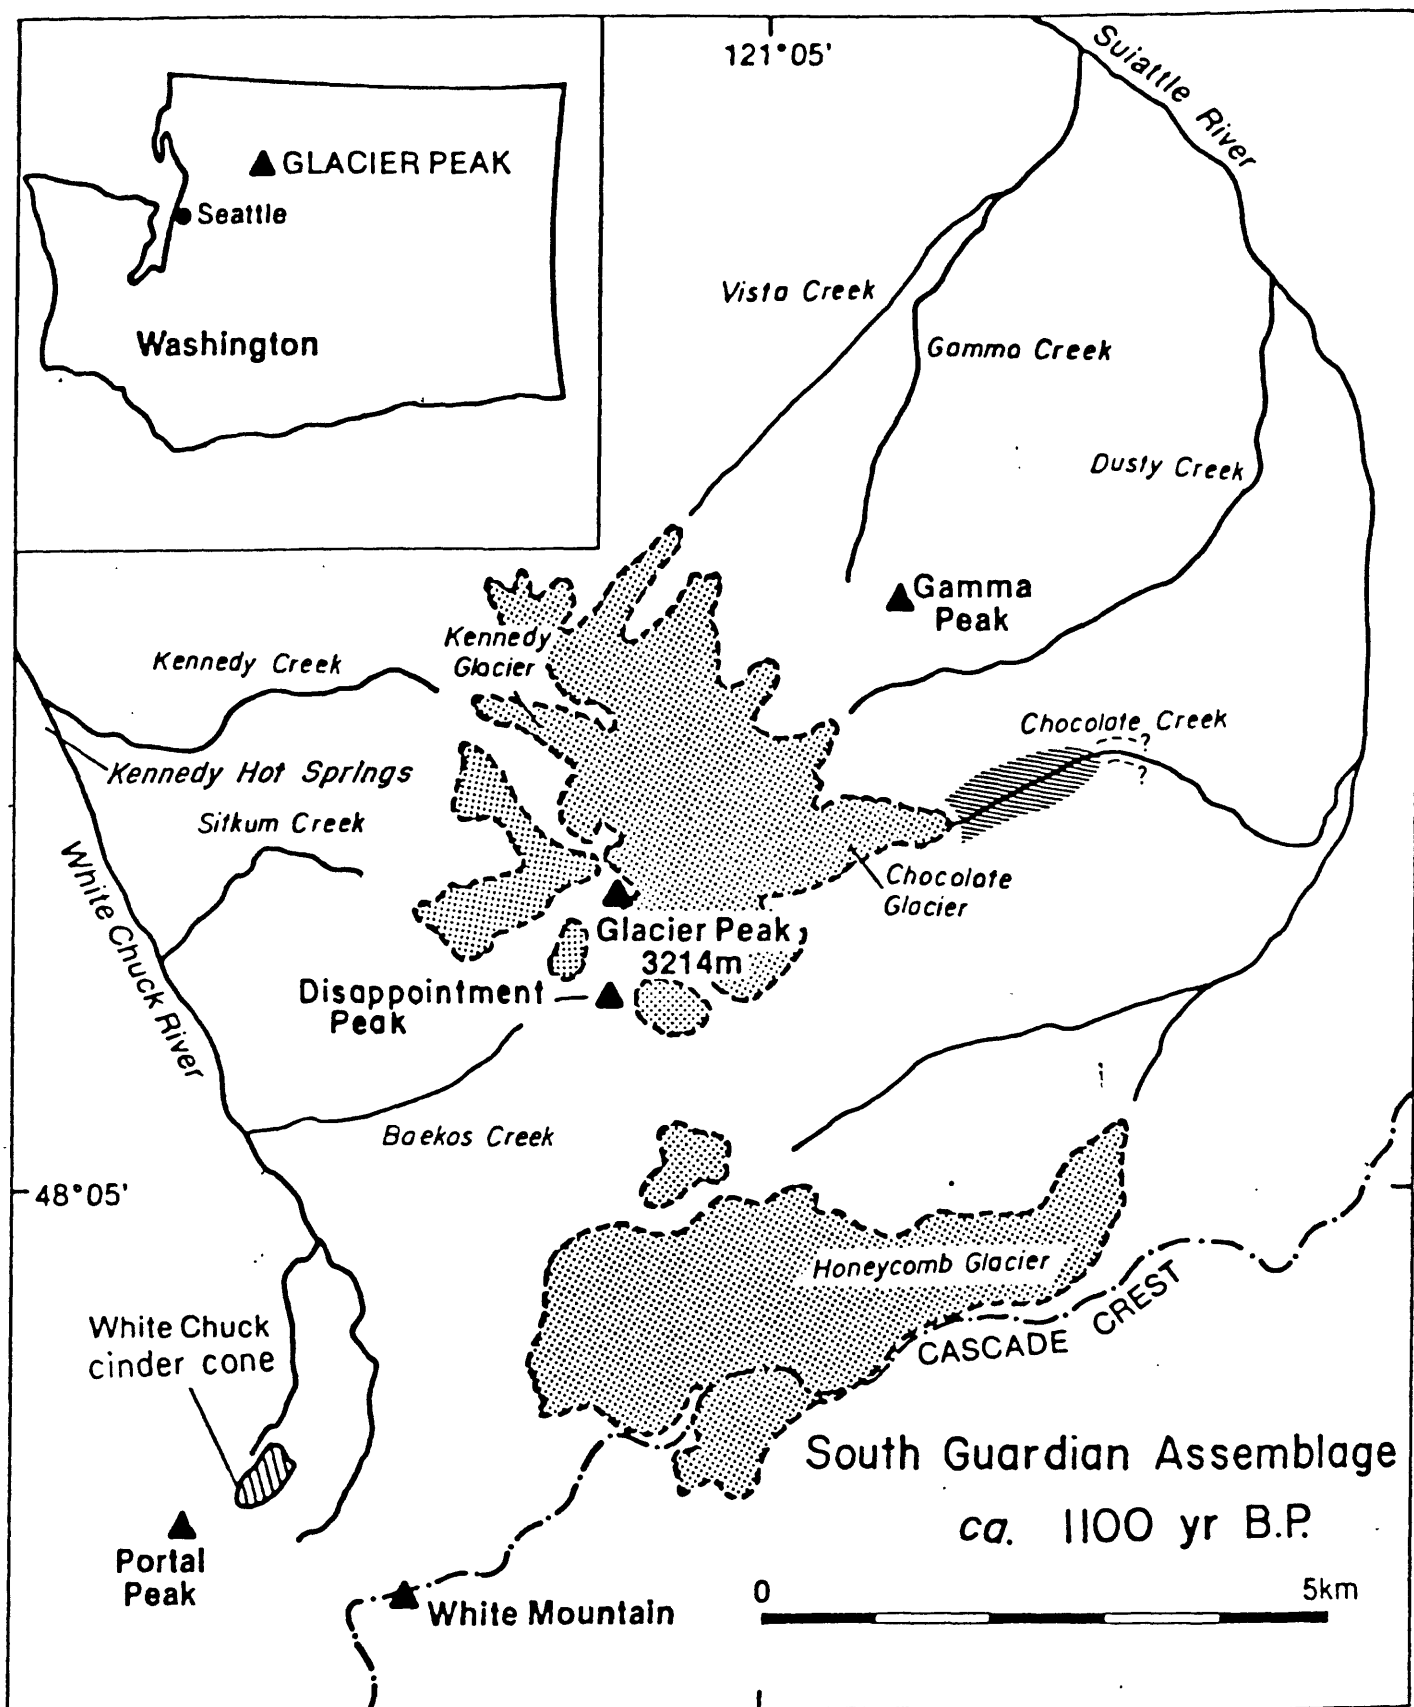 121°05'
Suiattle River
GLACIER PEAK
Seattle
Washington
Vista Creek
Gamma Creek
Dusty Creek
Gamma
Peak
Kennedy
Glacier
Kennedy Creek
Chocolate Creek
?
?
Kennedy Hot Springs
Sitkum Creek
White Chuck River
Chocolate
Glacier
Glacier Peak
3214m
Disappointment
Peak
Baekos Creek
48°05'
Honeycomb Glacier
CASCADE CREST
White Chuck
cinder cone
South Guardian Assemblage
ca. 1100 yr B.P.
Portal
Peak
White Mountain
0 5km